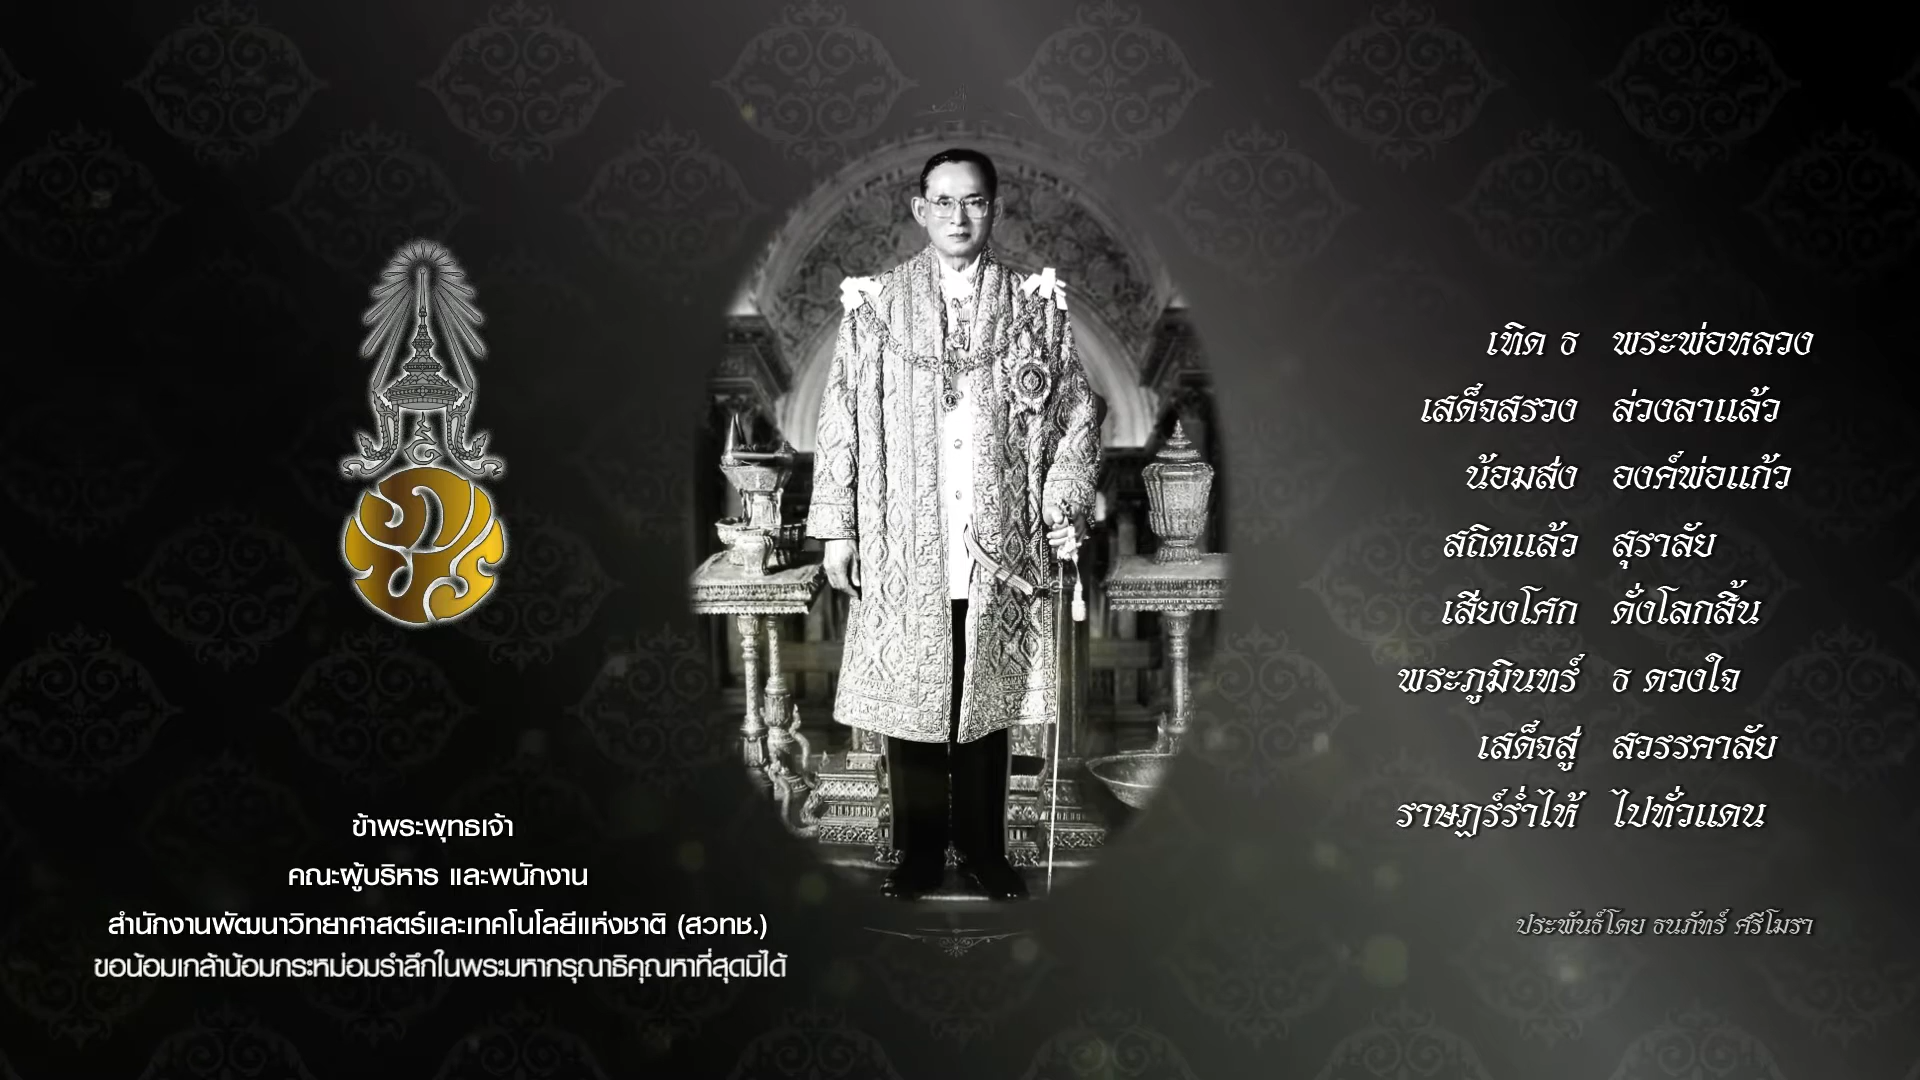 ข้าพระพุทธเจ้า
คณะผู้บริหาร และพนักงาน
สำนักงานพัฒนาวิทยาศาสตร์และเทคโนโลยีแห่งชาติ (สวทช.)
ขอน้อมเกล้าน้อมกระหม่อมรำลึกในพระมหากรุณาธิคุณหาที่สุดมิได้
เทิด ธ พระพ่อหลวง
เสด็จสรวง ล่วงลาแล้ว
น้อมส่ง องค์พ่อแก้ว
สถิตแล้ว สุราลัย
เสียงโศก ดั่งโลกสิ้น
พระภูมินทร์ ธ ดวงใจ
เสด็จสู่ สวรรคาลัย
ราษฏร์ร่ำไห้ ไปทั่วแดน
ประพันธ์โดย ธนภัทร์ ศรีโมรา